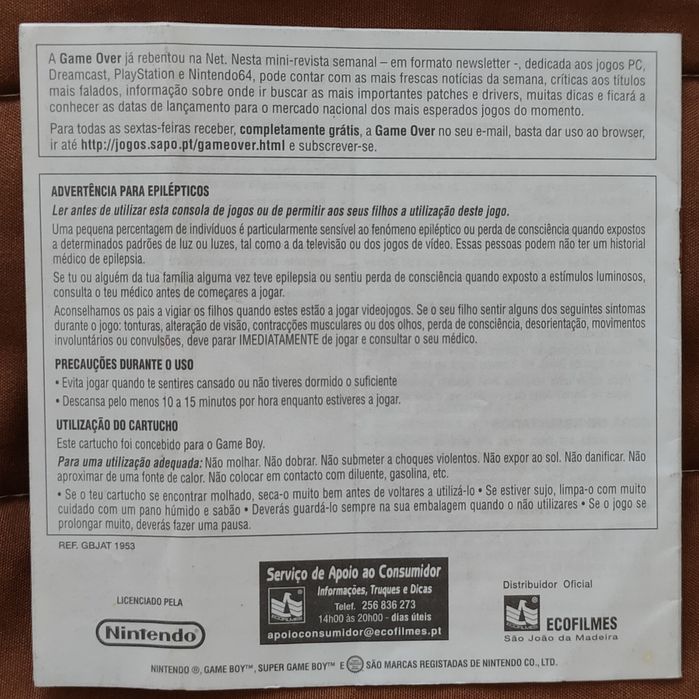 A Game Over já rebentou na Net. Nesta mini-revista semanal – em formato newsletter -, dedicada aos jogos PC,
Dreamcast, PlayStation e Nintendo64, pode contar com as mais frescas notícias da semana, críticas aos títulos
mais falados, informação sobre onde ir buscar as mais importantes patches e drivers, muitas dicas e ficará a
conhecer as datas de lançamento para o mercado nacional dos mais esperados jogos do momento.
Para todas as sextas-feiras receber, completamente grátis, a Game Over no seu e-mail, basta dar uso ao browser,
ir até http://jogos.sapo.pt/gameover.html e subscrever-se.
ADVERTÊNCIA PARA EPILÉPTICOS
Ler antes de utilizar esta consola de jogos ou de permitir aos seus filhos a utilização deste jogo.
Uma pequena percentagem de indivíduos é particularmente sensível ao fenómeno epiléptico ou perda de consciência quando expostos
a determinados padrões de luz ou luzes, tal como a da televisão ou dos jogos de vídeo. Essas pessoas podem não ter um historial
médico de epilepsia.
Se tu ou alguém da tua família alguma vez teve epilepsia ou sentiu perda de consciência quando exposto a estímulos luminosos,
consulta o teu médico antes de começares a jogar.
Aconselhamos os pais a vigiar os filhos quando estes estão a jogar videojogos. Se o seu filho sentir alguns dos seguintes sintomas
durante o jogo: tonturas, alteração de visão, contracções musculares ou dos olhos, perda de consciência, desorientação, movimentos
involuntários ou convulsões, deve parar IMEDIATAMENTE de jogar e consultar o seu médico.
PRECAUÇÕES DURANTE O USO
• Evita jogar quando te sentires cansado ou não tiveres dormido o suficiente
• Descansa pelo menos 10 a 15 minutos por hora enquanto estiveres a jogar.
UTILIZAÇÃO DO CARTUCHO
Este cartucho foi concebido para o Game Boy.
Para uma utilização adequada: Não molhar. Não dobrar. Não submeter a choques violentos. Não expor ao sol. Não danificar. Não
aproximar de uma fonte de calor. Não colocar em contacto com diluente, gasolina, etc.
• Se o teu cartucho se encontrar molhado, seca-o muito bem antes de voltares a utilizá-lo • Se estiver sujo, limpa-o com muito
cuidado com um pano húmido e sabão • Deverás guardá-lo sempre na sua embalagem quando o não utilizares • Se o jogo se
prolongar muito, deverás fazer uma pausa.
REF. GBJAT 1953
LICENCIADO PELA
Nintendo
Serviço de Apoio ao Consumidor
Informações, Truques e Dicas
Telef. 256 836 273
14h00 às 20h00 - dias úteis
apoioconsumidor@ecofilmes.pt
ECOFILMES
Distribuidor Oficial
ECOFILMES
ECOFILMES
São João da Madeira
NINTENDO ®, GAME BOY™, SUPER GAME BOY™ E SÃO MARCAS REGISTADAS DE NINTENDO CO., LTD.